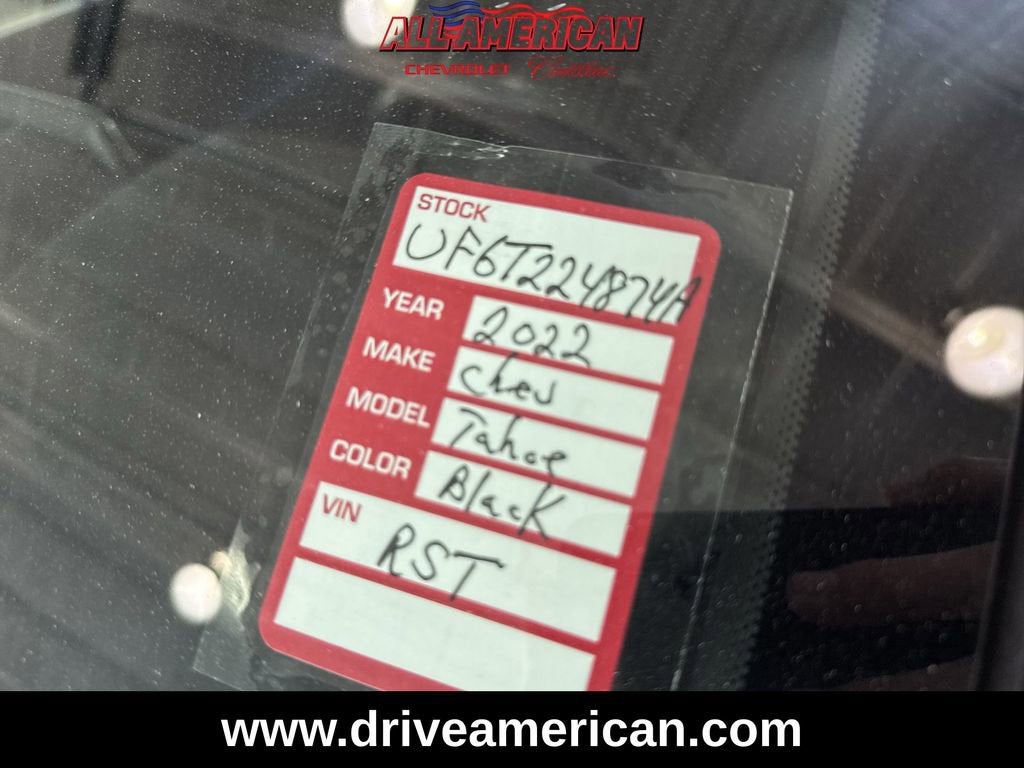 ALL-AMERICAN
CHEVROLET Cadillac
STOCK
UF6T224874A
YEAR 2022
MAKE Chev
MODEL Tahoe
COLOR Black
VIN
RST
www.driveamerican.com